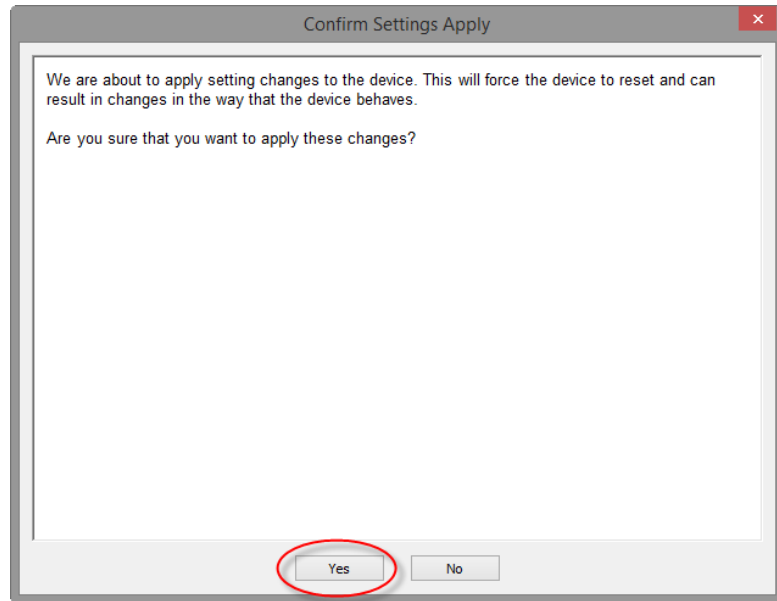 Confirm Settings Apply
We are about to apply setting changes to the device. This will force the device to reset and can
result in changes in the way that the device behaves.
Are you sure that you want to apply these changes?
Yes
No